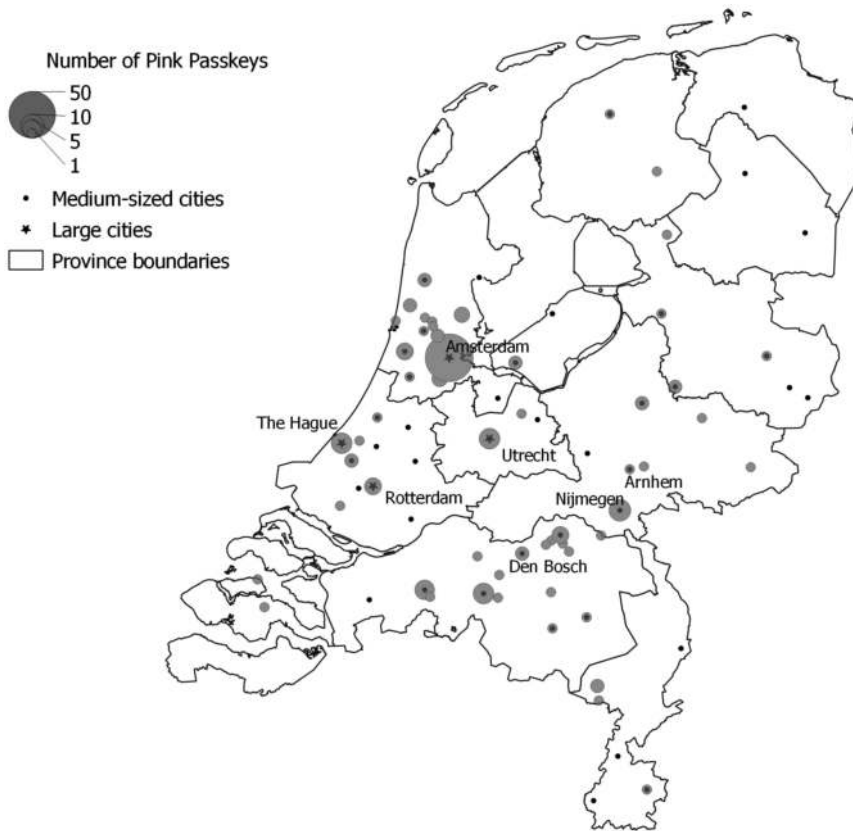 Number of Pink Passkeys
50
10
5
1
Medium-sized cities
Large cities
Province boundaries
Amsterdam
The Hague
Utrecht
Rotterdam
Arnhem
Nijmegen
Den Bosch